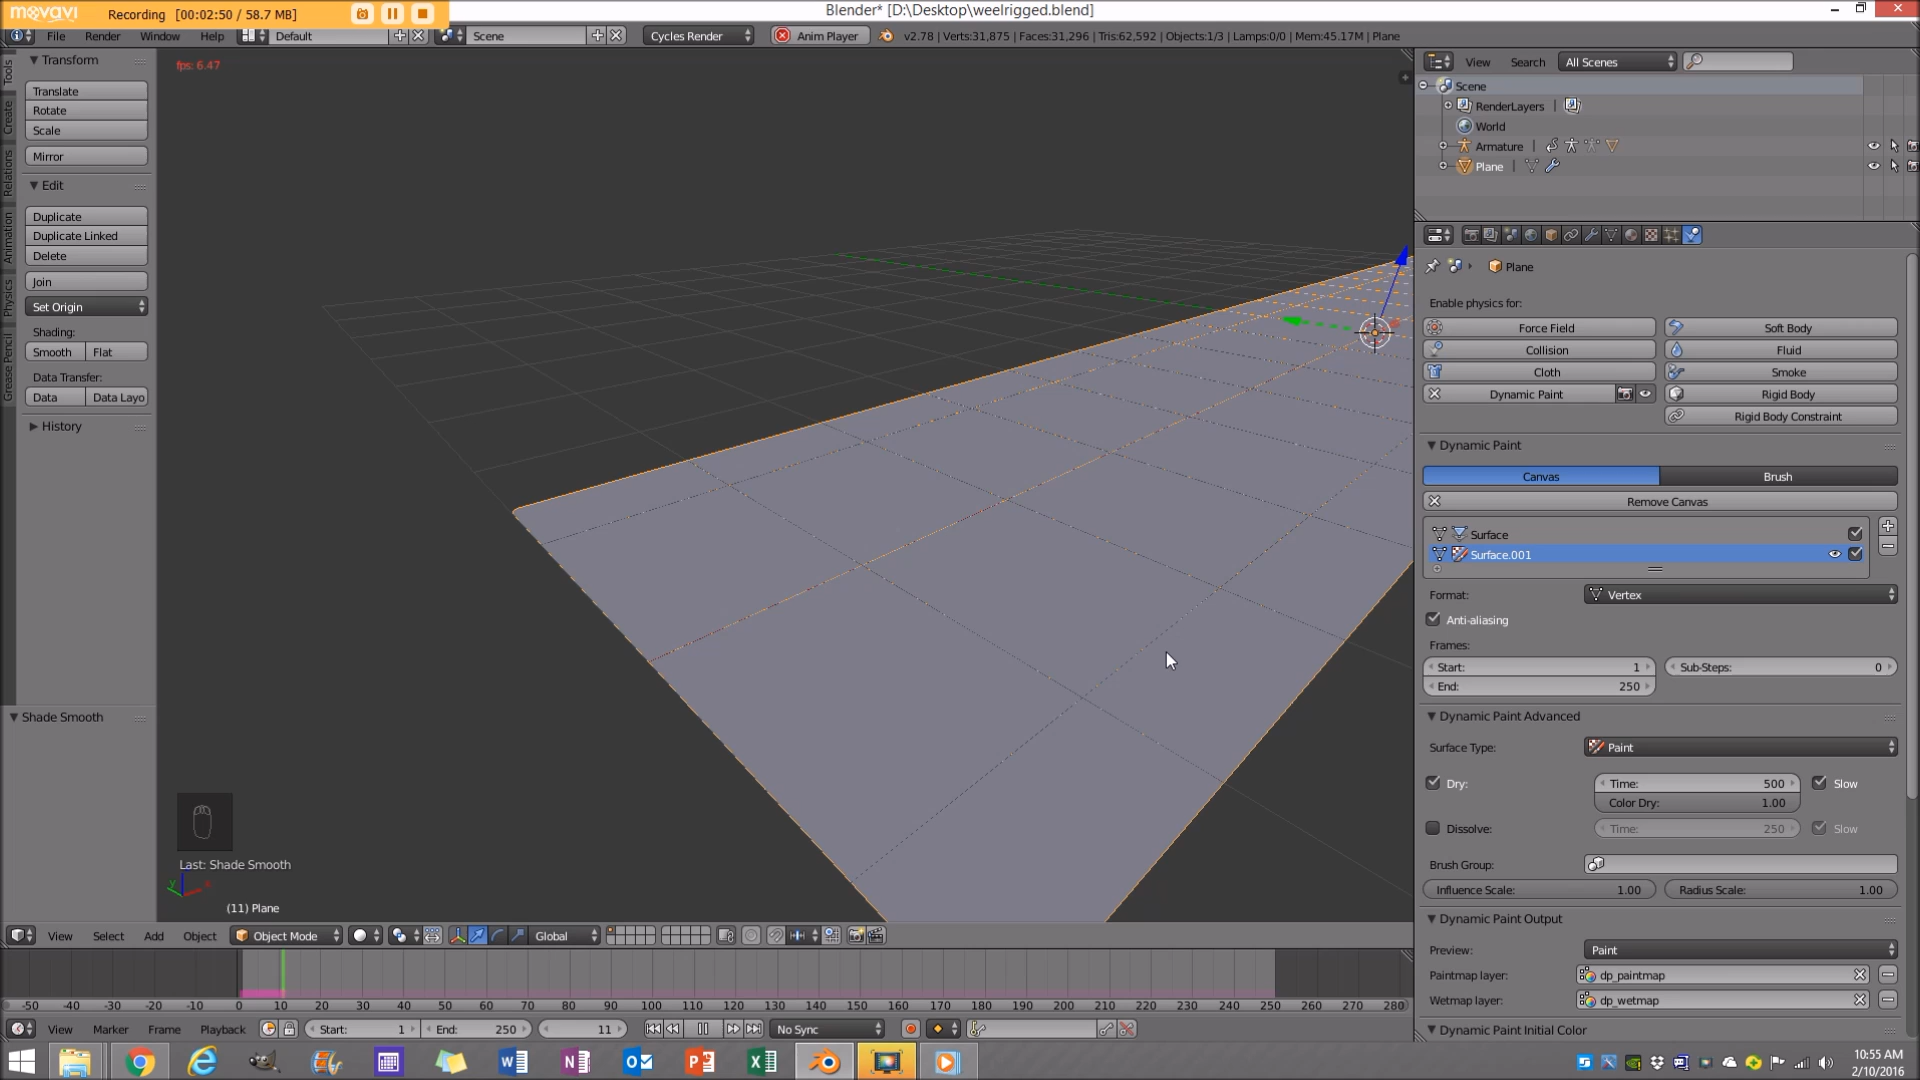 movavi Recording [00:02:50 / 58.7 MB]
Blender* [D:\Desktop\weelrigged.blend]
File Render Window Help Default Scene Cycles Render Anim Player v2.78 | Verts:31,875 | Faces:31,296 | Tris:62,592 | Objects:1/3 | Lamps:0/0 | Mem:45.17M | Plane
Tools
Create
Relations
Animation
Physics
Grease Pencil
Transform
Translate
Rotate
Scale
Mirror
Edit
Duplicate
Duplicate Linked
Delete
Join
Set Origin
Shading:
Smooth Flat
Data Transfer:
Data Data Layo
History
Shade Smooth
fps: 6.47
Last: Shade Smooth
y x
(11) Plane
View Select Add Object Object Mode Global
-50 -40 -30 -20 -10 0 10 20 30 40 50 60 70 80 90 100 110 120 130 140 150 160 170 180 190 200 210 220 230 240 250 260 270 280
View Marker Frame Playback Start: 1 End: 250 11 No Sync
View Search All Scenes
Scene
RenderLayers |
World
Armature |
Plane |
Plane
Enable physics for:
Force Field Soft Body
Collision Fluid
Cloth Smoke
Dynamic Paint Rigid Body
Rigid Body Constraint
Dynamic Paint
Canvas Brush
Remove Canvas
Surface
Surface.001
Format: Vertex
Anti-aliasing
Frames:
Start: 1 Sub-Steps: 0
End: 250
Dynamic Paint Advanced
Surface Type: Paint
Dry: Time: 500 Slow
Color Dry: 1.00
Dissolve: Time: 250 Slow
Brush Group:
Influence Scale: 1.00 Radius Scale: 1.00
Dynamic Paint Output
Preview: Paint
Paintmap layer: dp_paintmap
Wetmap layer: dp_wetmap
Dynamic Paint Initial Color
10:55 AM
2/10/2016